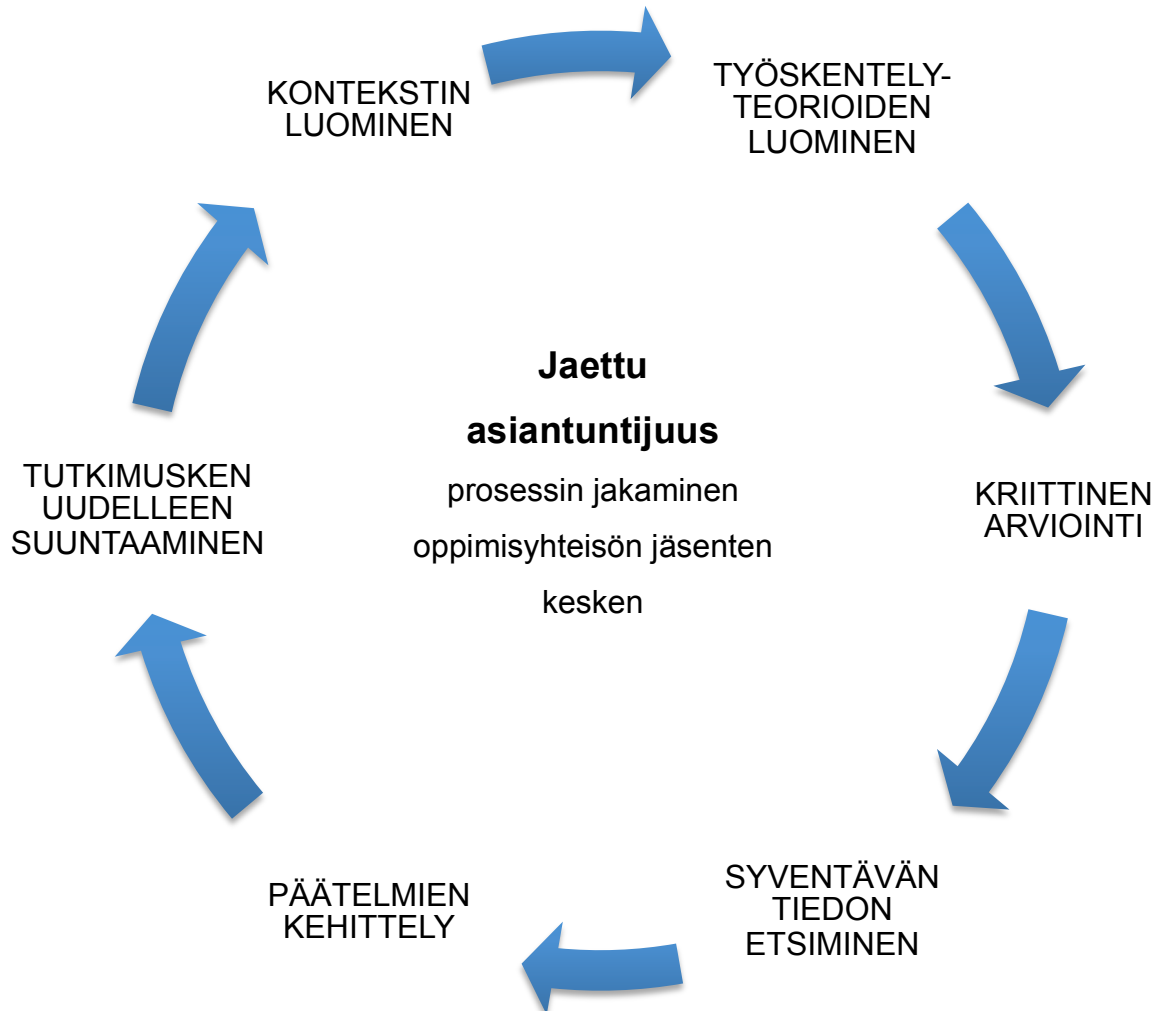 KONTEKSTIN
LUOMINEN
TYÖSKENTELY-
TEORIOIDEN
LUOMINEN
KRIITTINEN
ARVIOINTI
SYVENTÄVÄN
TIEDON
ETSIMINEN
PÄÄTELMIEN
KEHITTELY
TUTKIMUSKEN
UUDELLEEN
SUUNTAAMINEN
Jaettu
asiantuntijuus
prosessin jakaminen
oppimisyhteisön jäsenten
kesken